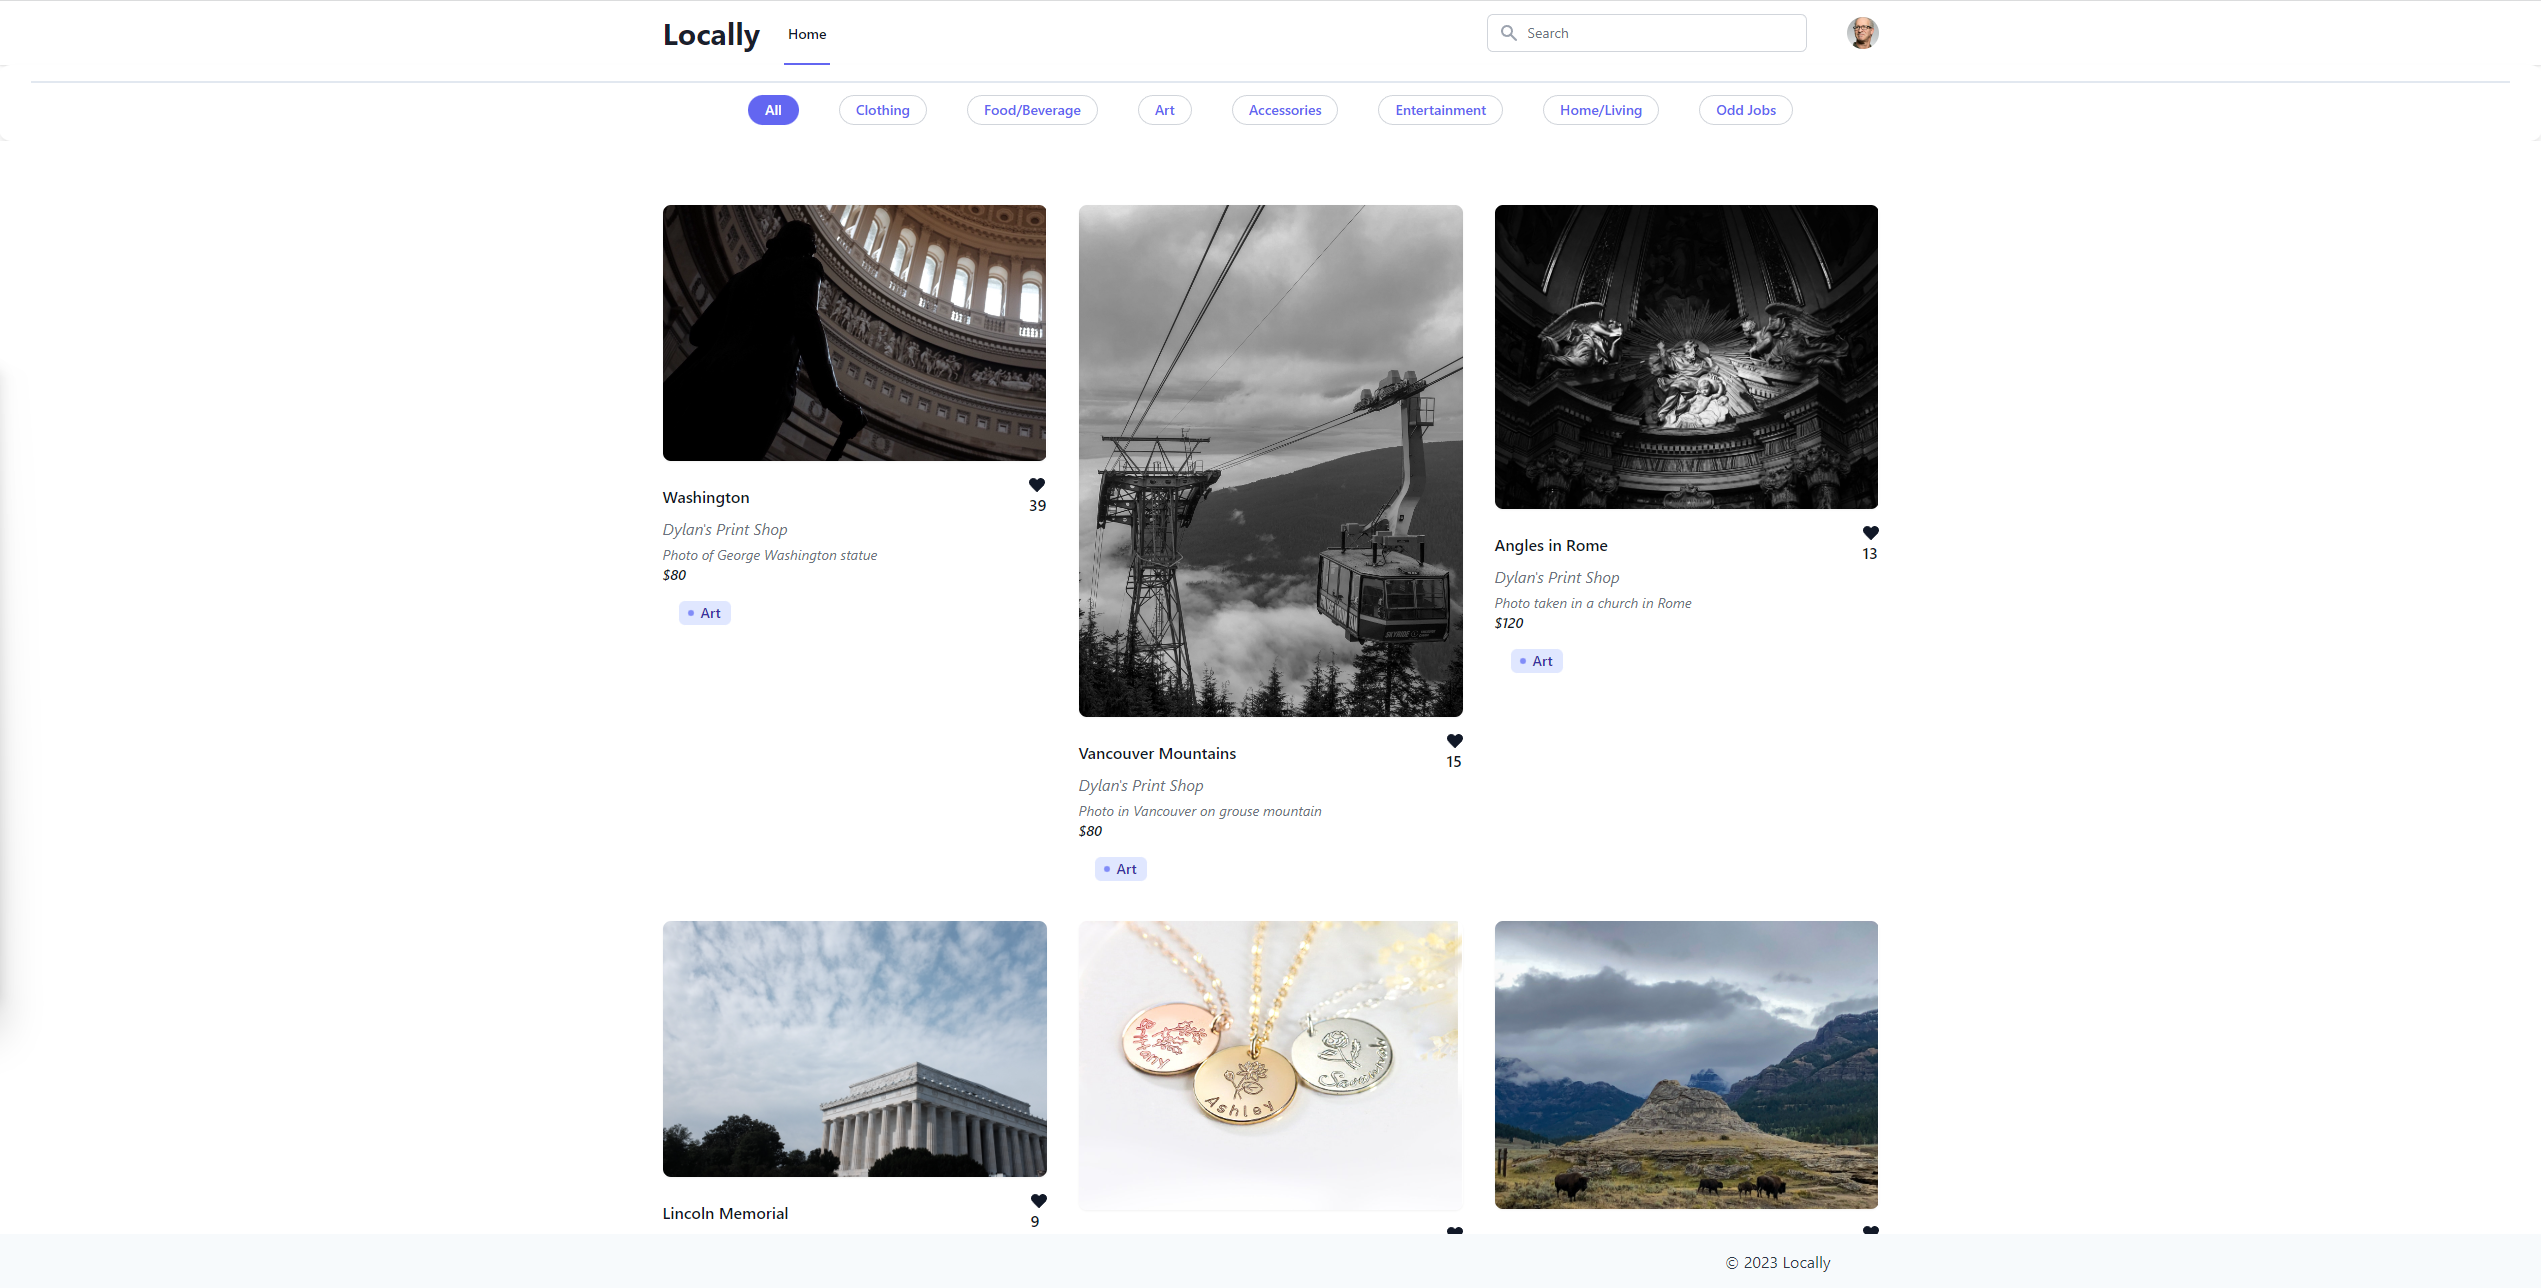 Locally
Home
Search
All
Clothing
Food/Beverage
Art
Accessories
Entertainment
Home/Living
Odd Jobs
Washington
39
Dylan's Print Shop
Photo of George Washington statue
$80
Art
SKYRIDE
Vancouver Mountains
15
Dylan's Print Shop
Photo in Vancouver on grouse mountain
$80
Art
Angles in Rome
13
Dylan's Print Shop
Photo taken in a church in Rome
$120
Art
Lincoln Memorial
9
Brittany
Ashley
Savannah
© 2023 Locally